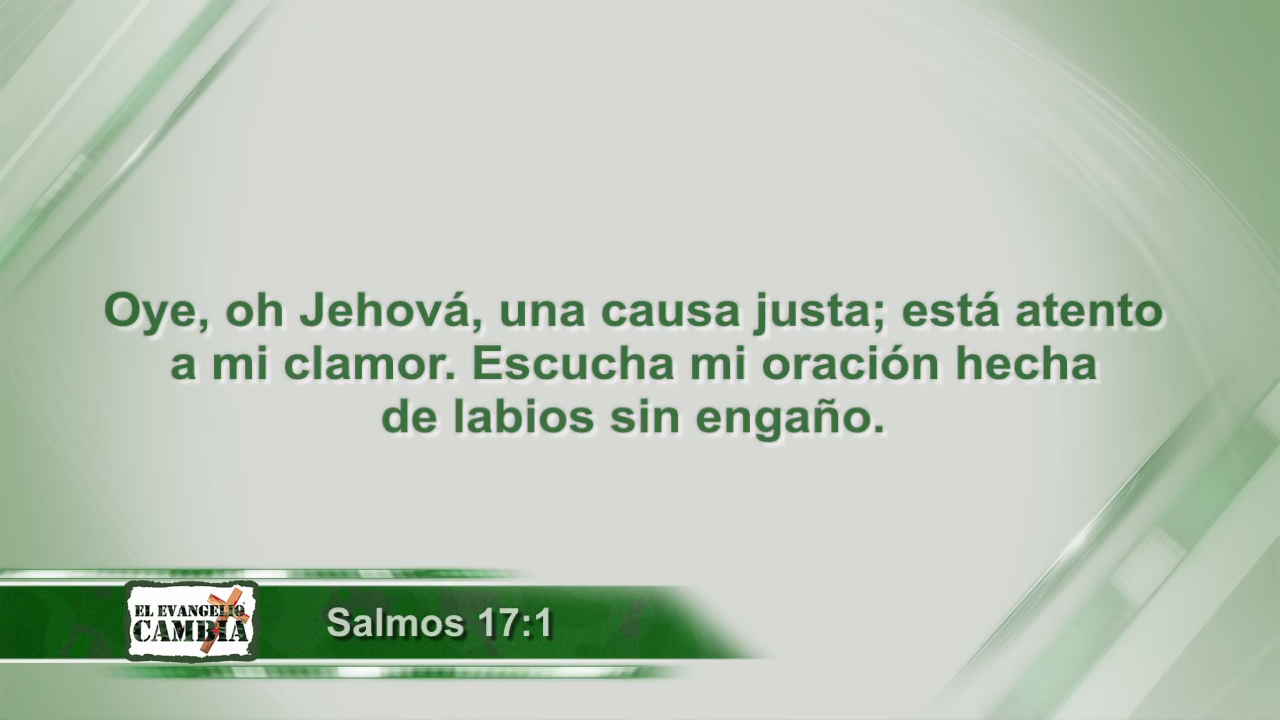 Oye, oh Jehová, una causa justa; está atento
a mi clamor. Escucha mi oración hecha
de labios sin engaño.
EL EVANGELIO
CAMBIA
Salmos 17:1